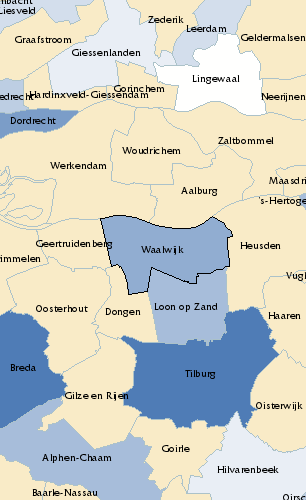 mbacht
Liesveld
Zederik
Leerdam
Graafstroom
Geldermalsen
Giessenlanden
Lingewaal
Gorinchem
edrecht
Hardinxveld-Giessendam
Neerijnen
Dordrecht
Zaltbommel
Woudrichem
Werkendam
Maasdri
Aalburg
's-Hertoge
Geertruidenberg
Waalwijk
Heusden
immelen
Vugh
Oosterhout
Dongen
Loon op Zand
Haaren
Breda
Tilburg
Gilze en Rijen
Oisterwijk
Goirle
Alphen-Chaam
Hilvarenbeek
Baarle-Nassau
Oirsc